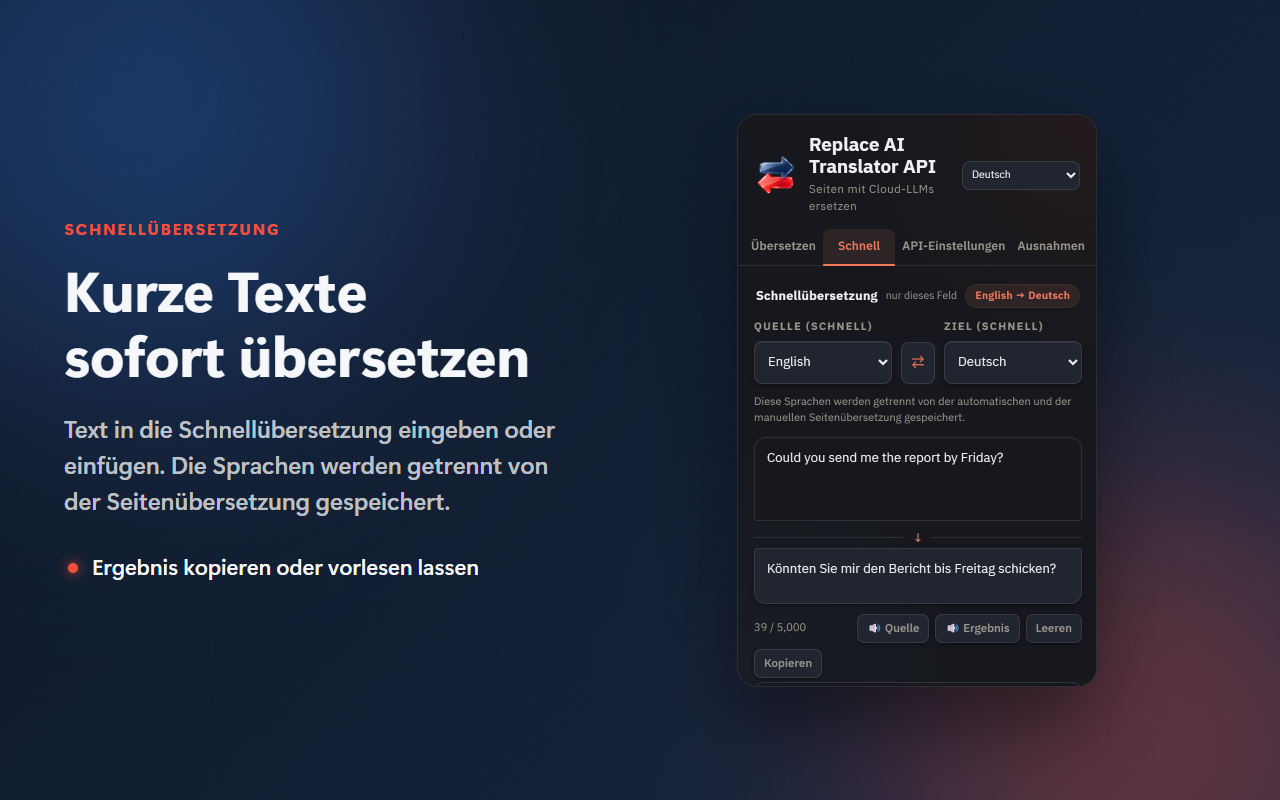 SCHNELLÜBERSETZUNG
Kurze Texte
sofort übersetzen
Text in die Schnellübersetzung eingeben oder
einfügen. Die Sprachen werden getrennt von
der Seitenübersetzung gespeichert.
Ergebnis kopieren oder vorlesen lassen
Replace AI
Translator API
Seiten mit Cloud-LLMs
ersetzen
Deutsch
Übersetzen Schnell API-Einstellungen Ausnahmen
Schnellübersetzung nur dieses Feld English → Deutsch
QUELLE (SCHNELL) ZIEL (SCHNELL)
English ⇄ Deutsch
Diese Sprachen werden getrennt von der automatischen und der
manuellen Seitenübersetzung gespeichert.
Could you send me the report by Friday?
↓
Könnten Sie mir den Bericht bis Freitag schicken?
39 / 5,000 🔊 Quelle 🔊 Ergebnis Leeren
Kopieren